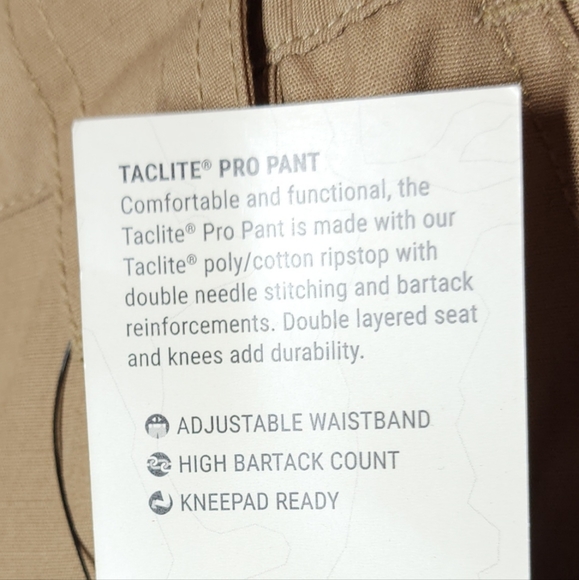 TACLITE® PRO PANT
Comfortable and functional, the
Taclite® Pro Pant is made with our
Taclite® poly/cotton ripstop with
double needle stitching and bartack
reinforcements. Double layered seat
and knees add durability.
ADJUSTABLE WAISTBAND
HIGH BARTACK COUNT
KNEEPAD READY